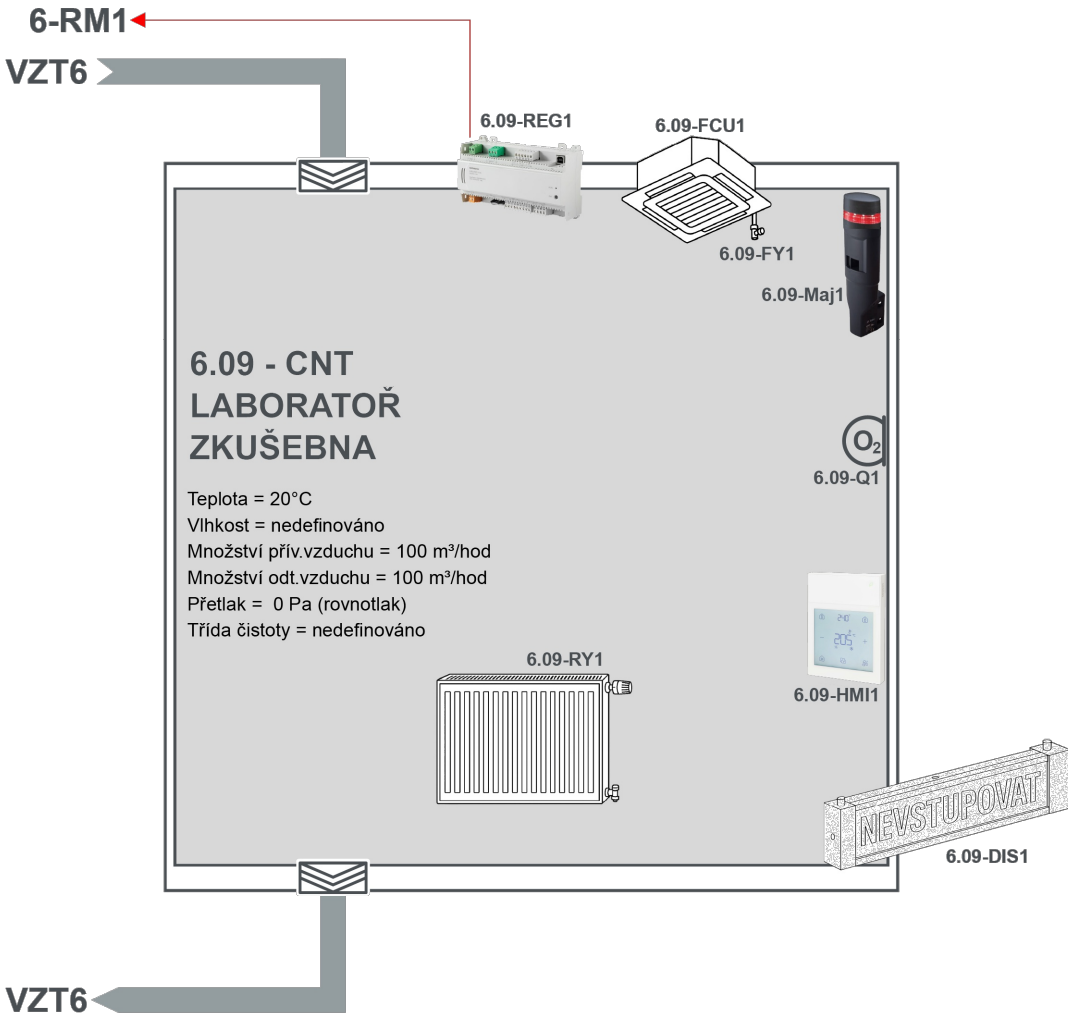 6-RM1
VZT6
6.09-REG1
6.09-FCU1
6.09-FY1
6.09-Maj1
6.09 - CNT
LABORATOŘ
ZKUŠEBNA
O₂
6.09-Q1
Teplota = 20°C
Vlhkost = nedefinováno
Množství přív.vzduchu = 100 m³/hod
Množství odt.vzduchu = 100 m³/hod
Přetlak = 0 Pa (rovnotlak)
Třída čistoty = nedefinováno
6.09-RY1
6.09-HMI1
NEVSTUPOVAT
6.09-DIS1
VZT6